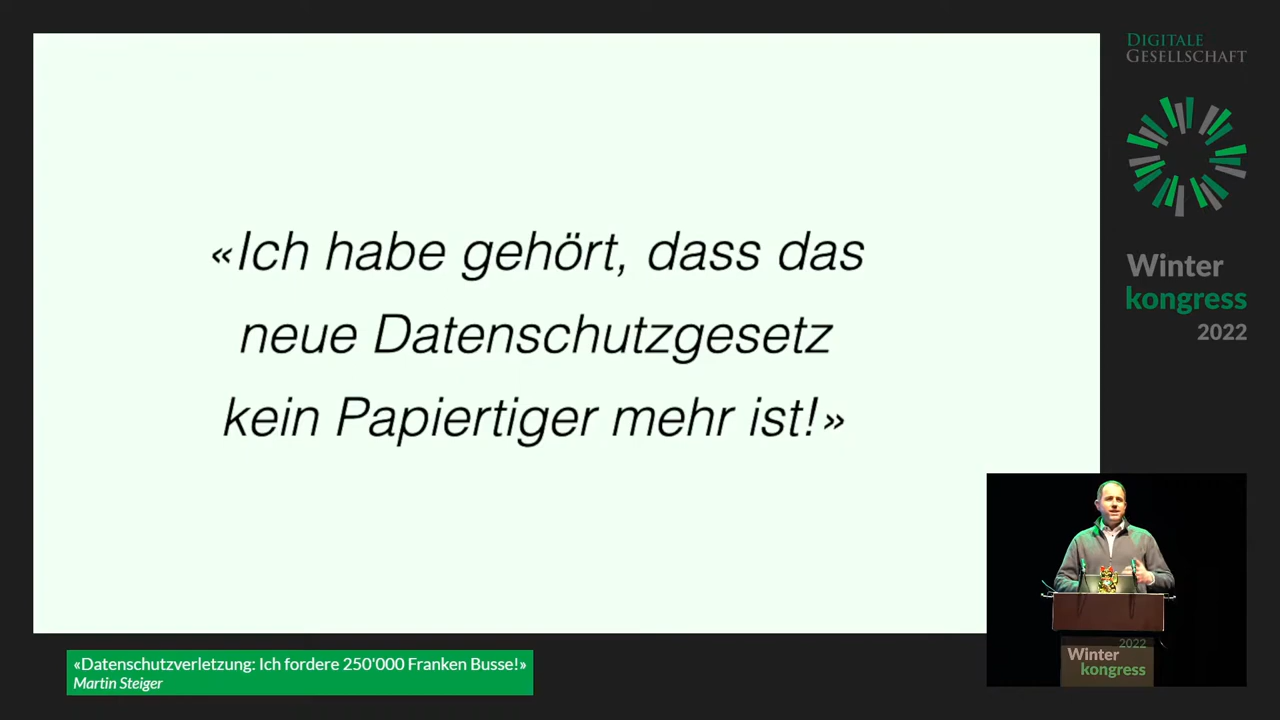 «Ich habe gehört, dass das
neue Datenschutzgesetz
kein Papiertiger mehr ist!»
DIGITALE
GESELLSCHAFT
Winter
kongress
2022
2022
Winter
kongress
«Datenschutzverletzung: Ich fordere 250'000 Franken Busse!»
Martin Steiger